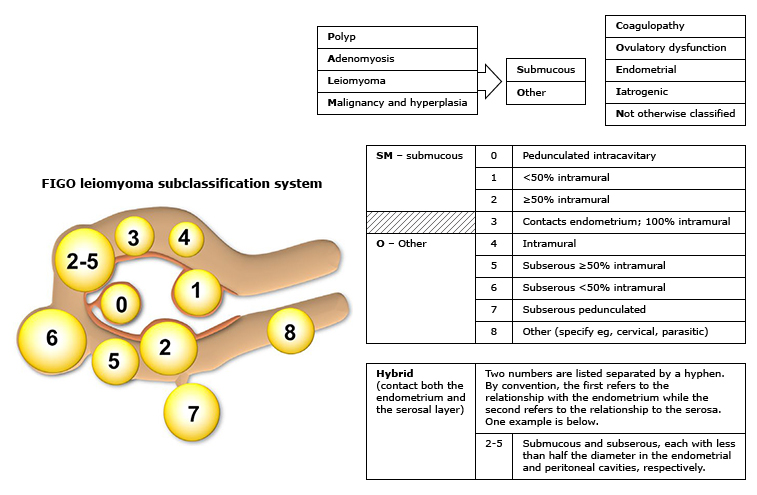 Polyp
Adenomyosis
Leiomyoma
Malignancy and hyperplasia
Submucous
Other
Coagulopathy
Ovulatory dysfunction
Endometrial
Iatrogenic
Not otherwise classified
FIGO leiomyoma subclassification system
3
4
2-5
0
1
6
5
2
8
7
SM – submucous
0 Pedunculated intracavitary
1 <50% intramural
2 ≥50% intramural
3 Contacts endometrium; 100% intramural
O – Other
4 Intramural
5 Subserous ≥50% intramural
6 Subserous <50% intramural
7 Subserous pedunculated
8 Other (specify eg, cervical, parasitic)
Hybrid
(contact both the
endometrium and
the serosal layer)
Two numbers are listed separated by a hyphen.
By convention, the first refers to the
relationship with the endometrium while the
second refers to the relationship to the serosa.
One example is below.
2-5 Submucous and subserous, each with less
than half the diameter in the endometrial
and peritoneal cavities, respectively.